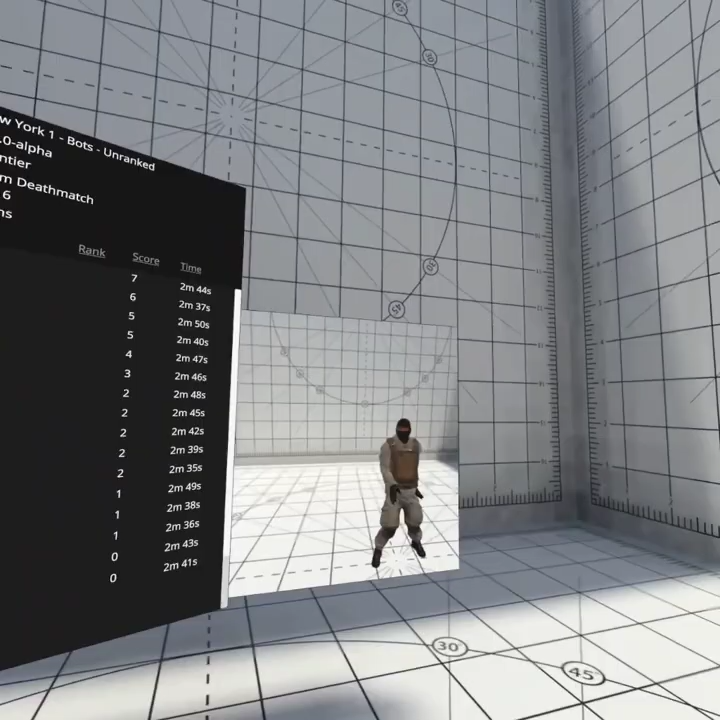 w York 1 - Bots - Unranked
.0-alpha
ntier
m Deathmatch
6
ns
Rank Score Time
7 2m 44s
6 2m 37s
5 2m 50s
5 2m 40s
4 2m 47s
3 2m 46s
2 2m 48s
2 2m 45s
2 2m 42s
2 2m 39s
2 2m 35s
1 2m 49s
1 2m 38s
1 2m 36s
0 2m 43s
0 2m 41s
30°
45°